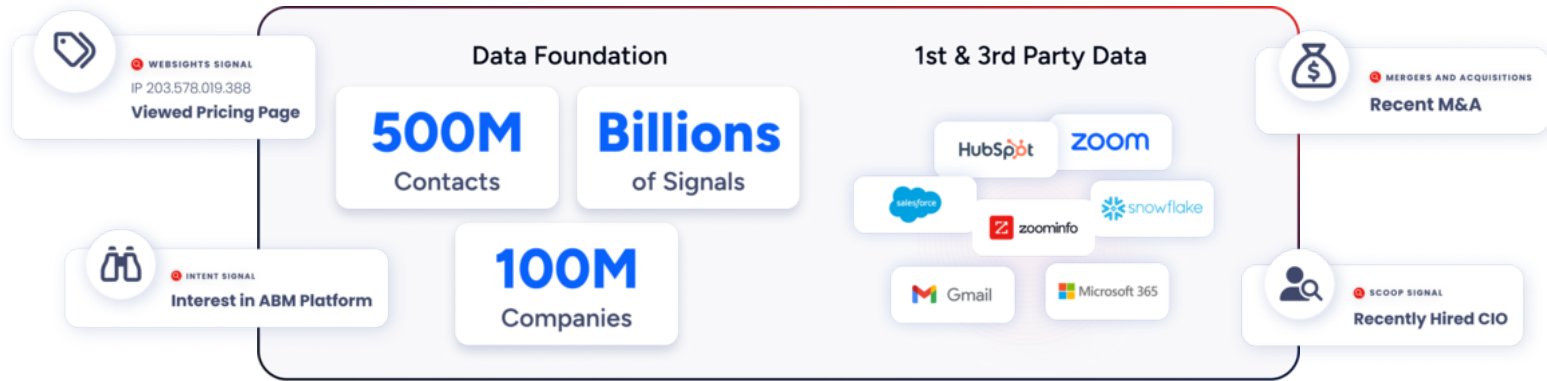 WEBSIGHTS SIGNAL
IP 203.578.019.388
Viewed Pricing Page
INTENT SIGNAL
Interest in ABM Platform
Data Foundation
500M
Contacts
Billions
of Signals
100M
Companies
1st & 3rd Party Data
HubSpot
zoom
salesforce
snowflake
zoominfo
Gmail
Microsoft 365
MERGERS AND ACQUISITIONS
Recent M&A
SCOOP SIGNAL
Recently Hired CIO